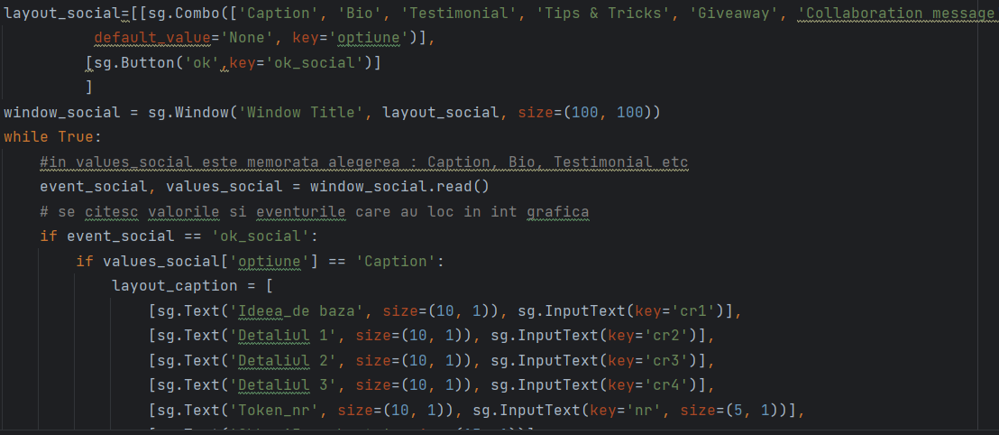 layout_social=[[sg.Combo(['Caption', 'Bio', 'Testimonial', 'Tips & Tricks', 'Giveaway', 'Collaboration message
default_value='None', key='optiune')],
[sg.Button('ok',key='ok_social')]
]
window_social = sg.Window('Window Title', layout_social, size=(100, 100))
while True:
#in values_social este memorata alegerea : Caption, Bio, Testimonial etc
event_social, values_social = window_social.read()
# se citesc valorile si eventurile care au loc in int grafica
if event_social == 'ok_social':
if values_social['optiune'] == 'Caption':
layout_caption = [
[sg.Text('Ideea_de baza', size=(10, 1)), sg.InputText(key='cr1')],
[sg.Text('Detaliul 1', size=(10, 1)), sg.InputText(key='cr2')],
[sg.Text('Detaliul 2', size=(10, 1)), sg.InputText(key='cr3')],
[sg.Text('Detaliul 3', size=(10, 1)), sg.InputText(key='cr4')],
[sg.Text('Token_nr', size=(10, 1)), sg.InputText(key='nr', size=(5, 1))],